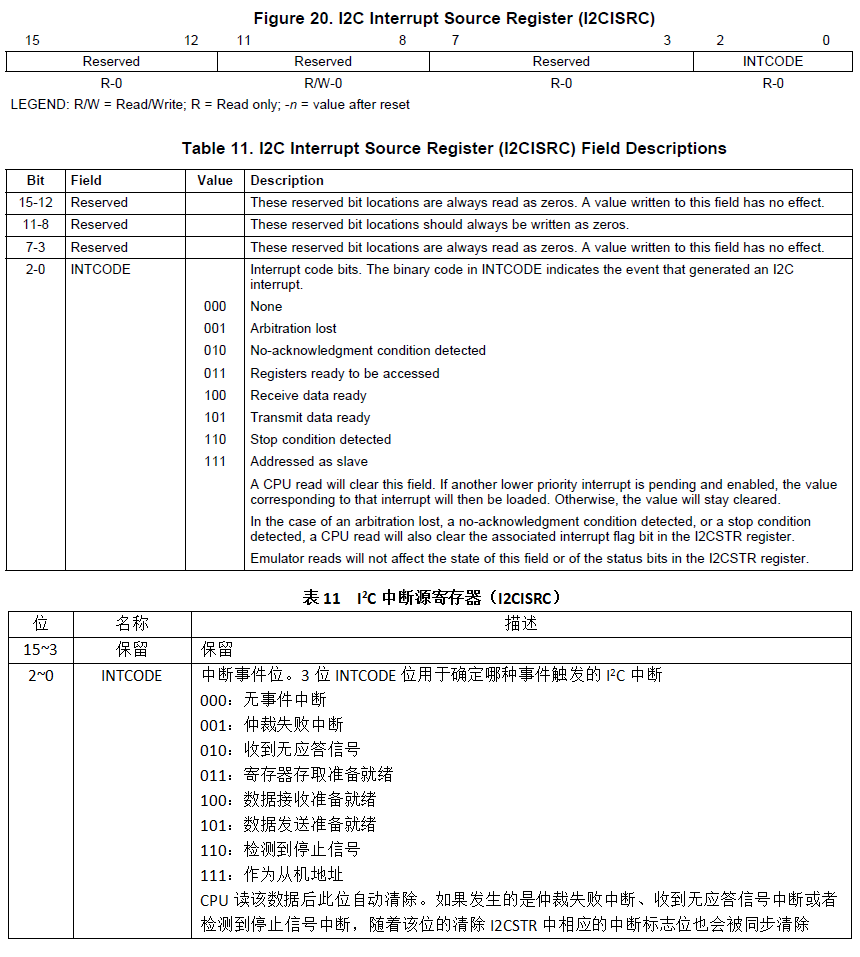 Figure 20. I2C Interrupt Source Register (I2CISRC)
15 12 11 8 7 3 2 0
Reserved Reserved Reserved INTCODE
R-0 R/W-0 R-0 R-0
LEGEND: R/W = Read/Write; R = Read only; -n = value after reset
Table 11. I2C Interrupt Source Register (I2CISRC) Field Descriptions
Bit Field Value Description
15-12 Reserved These reserved bit locations are always read as zeros. A value written to this field has no effect.
11-8 Reserved These reserved bit locations should always be written as zeros.
7-3 Reserved These reserved bit locations are always read as zeros. A value written to this field has no effect.
2-0 INTCODE Interrupt code bits. The binary code in INTCODE indicates the event that generated an I2C
interrupt.
000 None
001 Arbitration lost
010 No-acknowledgment condition detected
011 Registers ready to be accessed
100 Receive data ready
101 Transmit data ready
110 Stop condition detected
111 Addressed as slave
A CPU read will clear this field. If another lower priority interrupt is pending and enabled, the value
corresponding to that interrupt will then be loaded. Otherwise, the value will stay cleared.
In the case of an arbitration lost, a no-acknowledgment condition detected, or a stop condition
detected, a CPU read will also clear the associated interrupt flag bit in the I2CSTR register.
Emulator reads will not affect the state of this field or of the status bits in the I2CSTR register.
表 11 I²C 中断源寄存器（I2CISRC）
位 名称 描述
15~3 保留 保留
2~0 INTCODE 中断事件位。3 位 INTCODE 位用于确定哪种事件触发的 I²C 中断
000：无事件中断
001：仲裁失败中断
010：收到无应答信号
011：寄存器存取准备就绪
100：数据接收准备就绪
101：数据发送准备就绪
110：检测到停止信号
111：作为从机地址
CPU 读该数据后此位自动清除。如果发生的是仲裁失败中断、收到无应答信号中断或者
检测到停止信号中断，随着该位的清除 I2CSTR 中相应的中断标志位也会被同步清除